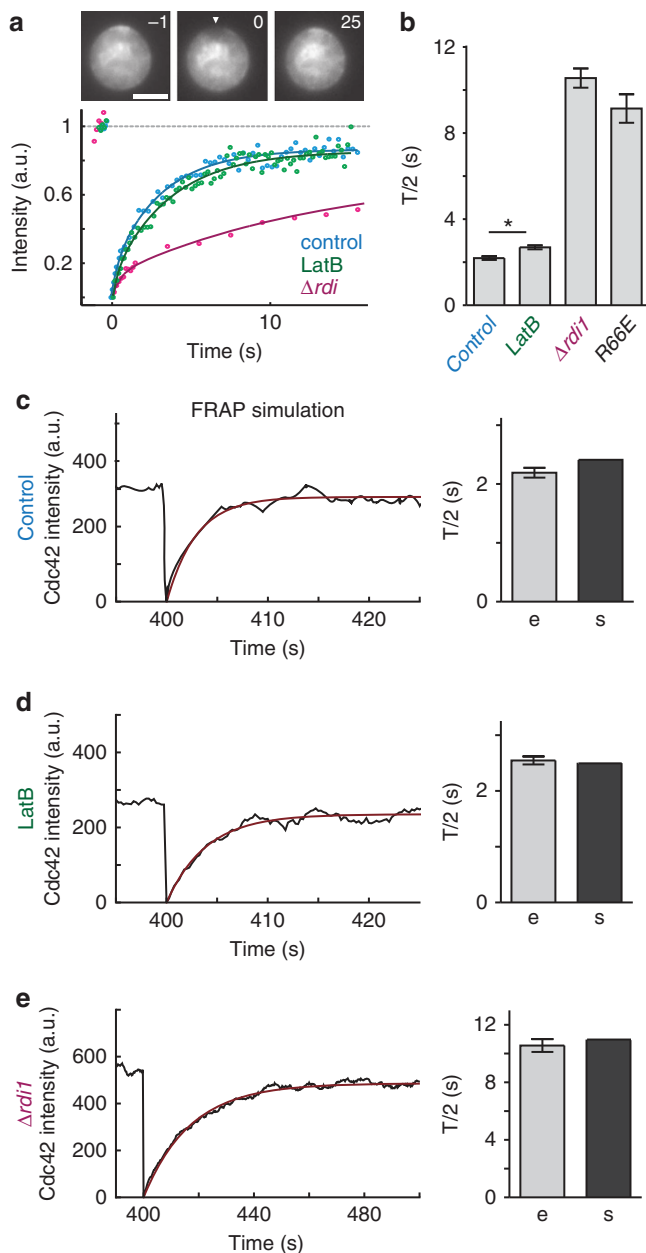 a
−1
0
25
Intensity (a.u.)
1
0.6
0.2
0
10
control
LatB
Δrdi
Time (s)
b
T/2 (s)
12
8
4
0
*
Control
LatB
Δrdi1
R66E
c
FRAP simulation
Control
Cdc42 intensity (a.u.)
400
200
0
400
410
420
Time (s)
T/2 (s)
2
0
e
s
d
LatB
Cdc42 intensity (a.u.)
400
200
0
400
410
420
Time (s)
T/2 (s)
2
0
e
s
e
Δrdi1
Cdc42 intensity (a.u.)
600
400
200
0
400
440
480
Time (s)
T/2 (s)
12
8
4
0
e
s